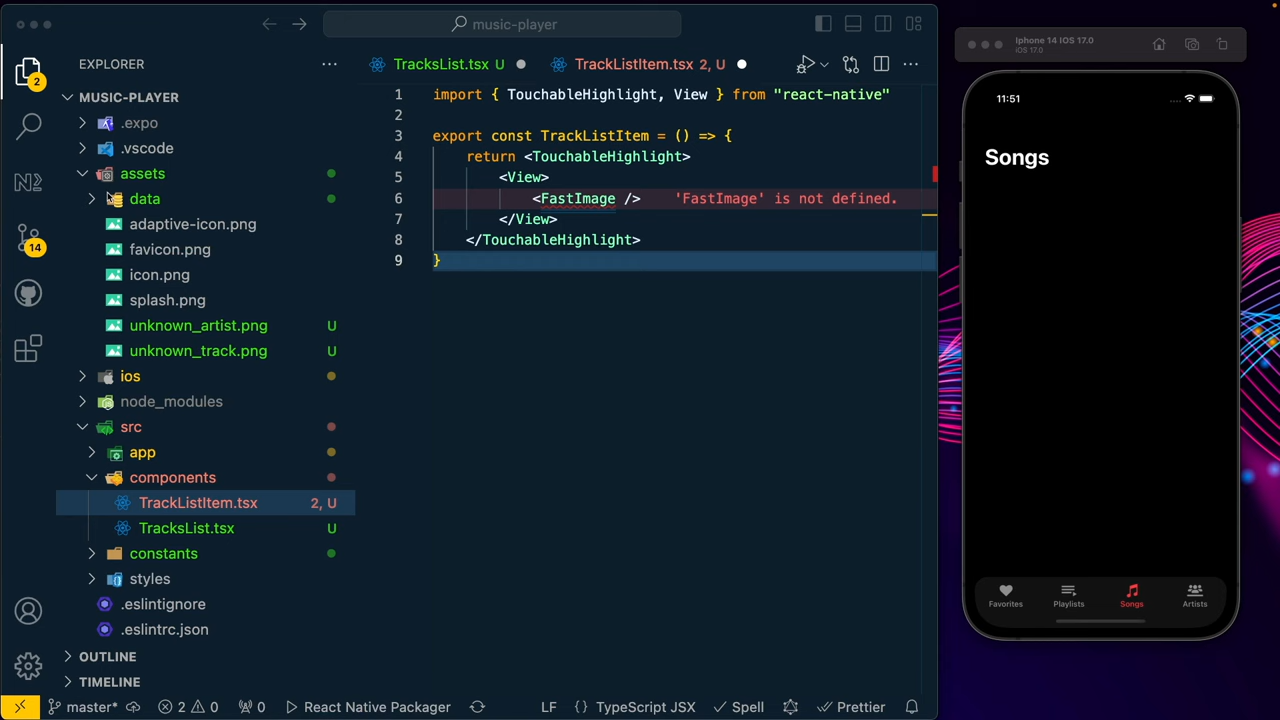 music-player
EXPLORER
MUSIC-PLAYER
.expo
.vscode
assets
data
adaptive-icon.png
favicon.png
icon.png
splash.png
unknown_artist.png U
unknown_track.png U
ios
node_modules
src
app
components
TrackListItem.tsx 2, U
TracksList.tsx U
constants
styles
.eslintignore
.eslintrc.json
OUTLINE
TIMELINE
2
14
TracksList.tsx U
TrackListItem.tsx 2, U
1 import { TouchableHighlight, View } from "react-native"
2
3 export const TrackListItem = () => {
4 return <TouchableHighlight>
5 <View>
6 <FastImage /> 'FastImage' is not defined.
7 </View>
8 </TouchableHighlight>
9 }
master* 2 0 0 React Native Packager LF {} TypeScript JSX Spell Prettier
Iphone 14 IOS 17.0
iOS 17.0
11:51
Songs
Favorites Playlists Songs Artists